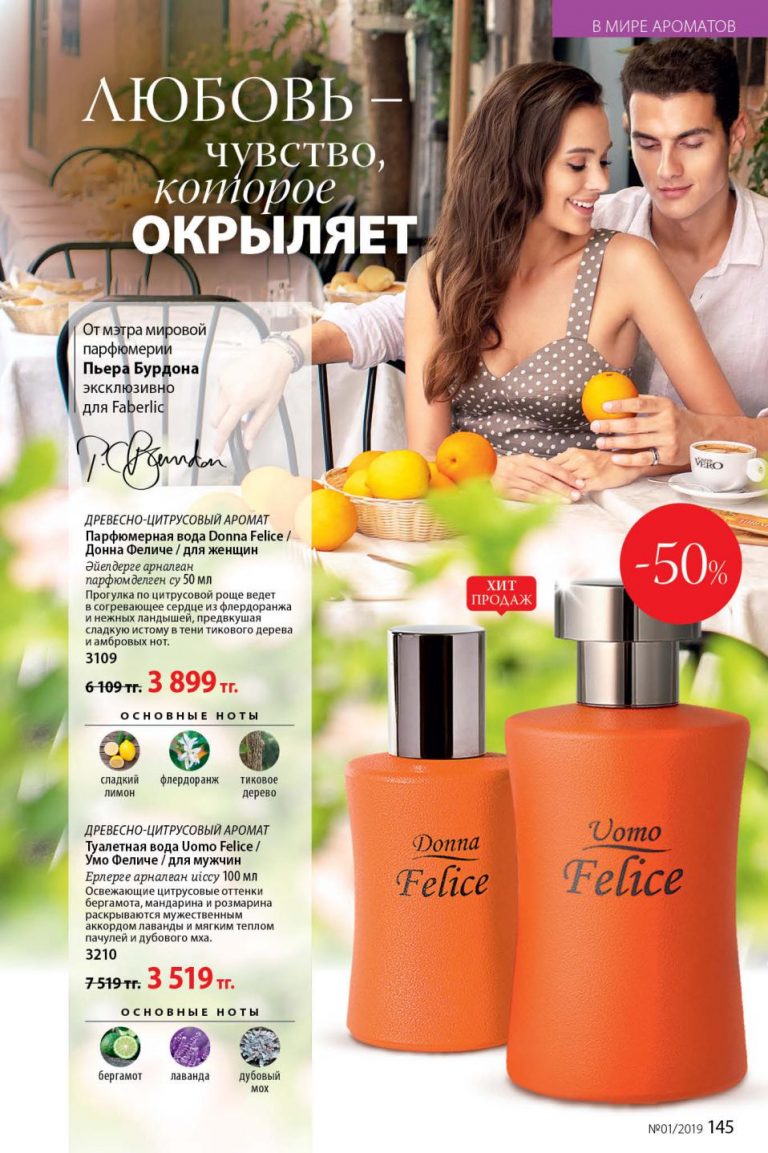 В МИРЕ АРОМАТОВ
ЛЮБОВЬ –
чувство,
которое
ОКРЫЛЯЕТ
От мэтра мировой
парфюмерии
Пьера Бурдона
эксклюзивно
для Faberlic
ДРЕВЕСНО-ЦИТРУСОВЫЙ АРОМАТ
Парфюмерная вода Donna Felice /
Донна Феличе / для женщин
Әйелдерге арналған
парфюмделген су 50 мл
Прогулка по цитрусовой роще ведет
в согревающее сердце из флердоранжа
и нежных ландышей, предвкушая
сладкую истому в тени тикового дерева
и амбровых нот.
3109
6 109 тг. 3 899 тг.
ОСНОВНЫЕ НОТЫ
сладкий
лимон
флердоранж
тиковое
дерево
ДРЕВЕСНО-ЦИТРУСОВЫЙ АРОМАТ
Туалетная вода Uomo Felice /
Умо Феличе / для мужчин
Ерлерге арналған иіссу 100 мл
Освежающие цитрусовые оттенки
бергамота, мандарина и розмарина
раскрываются мужественным
аккордом лаванды и мягким теплом
пачулей и дубового мха.
3210
7 519 тг. 3 519 тг.
ОСНОВНЫЕ НОТЫ
бергамот
лаванда
дубовый
мох
VERO
-50%
ХИТ
ПРОДАЖ
Donna
Felice
Uomo
Felice
№01/2019 145